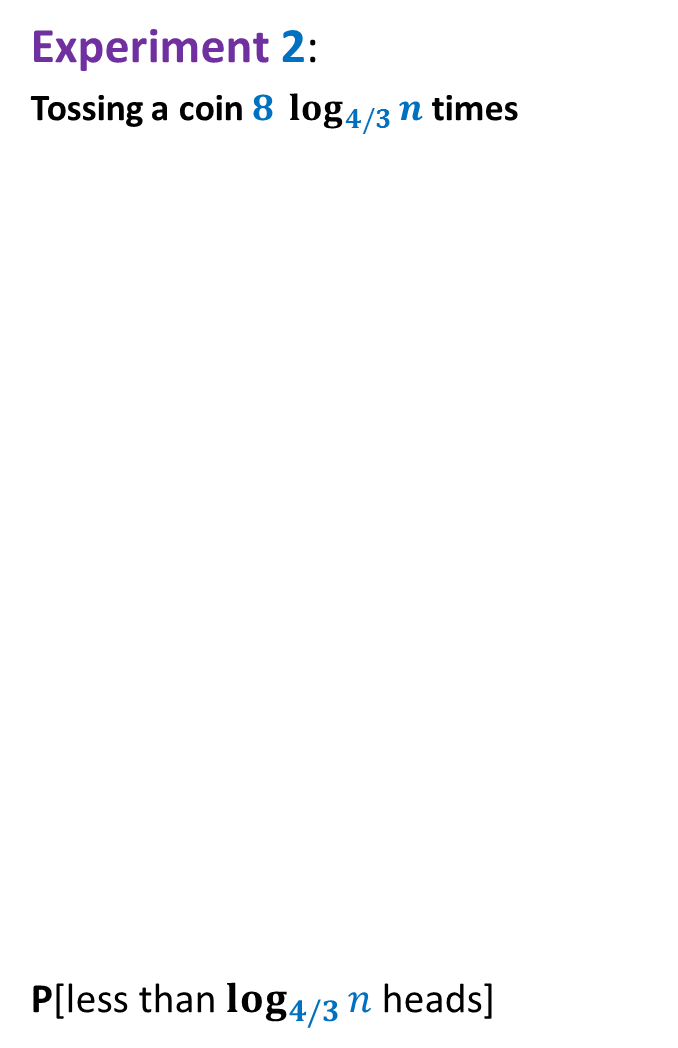 Experiment 2:
Tossing a coin 8 log₄/₃ n times
P[less than log₄/₃ n heads]